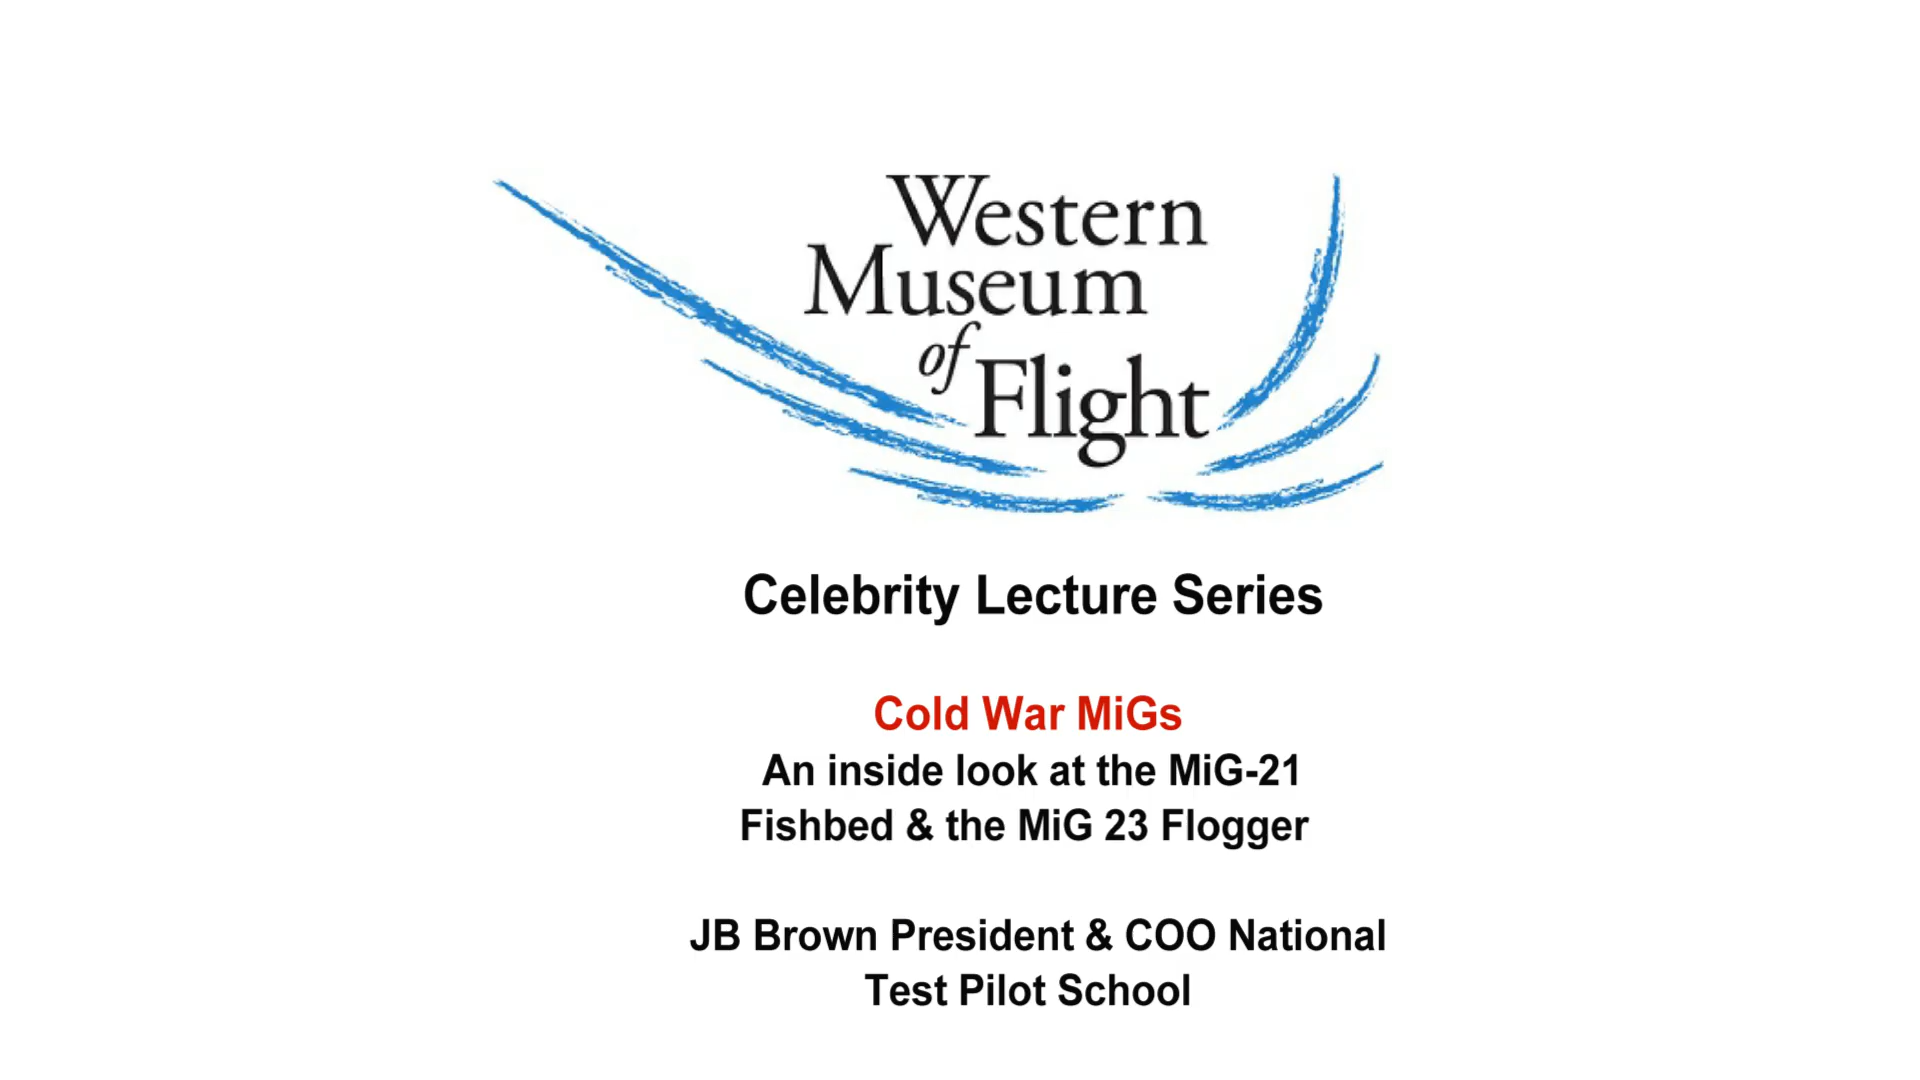 Western
Museum
of
Flight
Celebrity Lecture Series
Cold War MiGs
An inside look at the MiG-21
Fishbed & the MiG 23 Flogger
JB Brown President & COO National
Test Pilot School